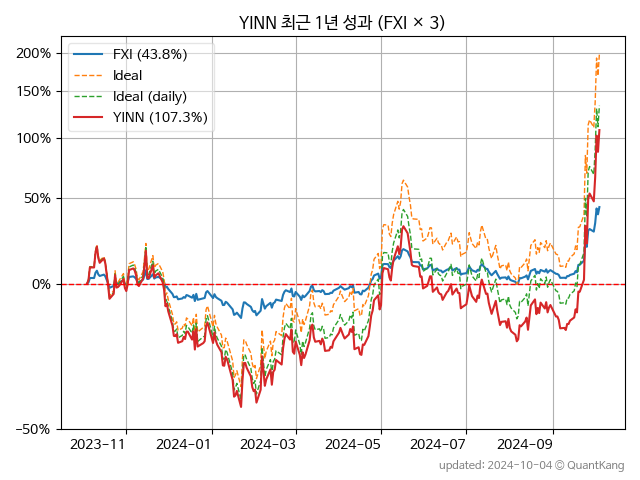 YINN 최근 1년 성과 (FXI × 3)
FXI (43.8%)
Ideal
Ideal (daily)
YINN (107.3%)
200%
150%
100%
50%
0%
−50%
2023-11
2024-01
2024-03
2024-05
2024-07
2024-09
updated: 2024-10-04 © QuantKang